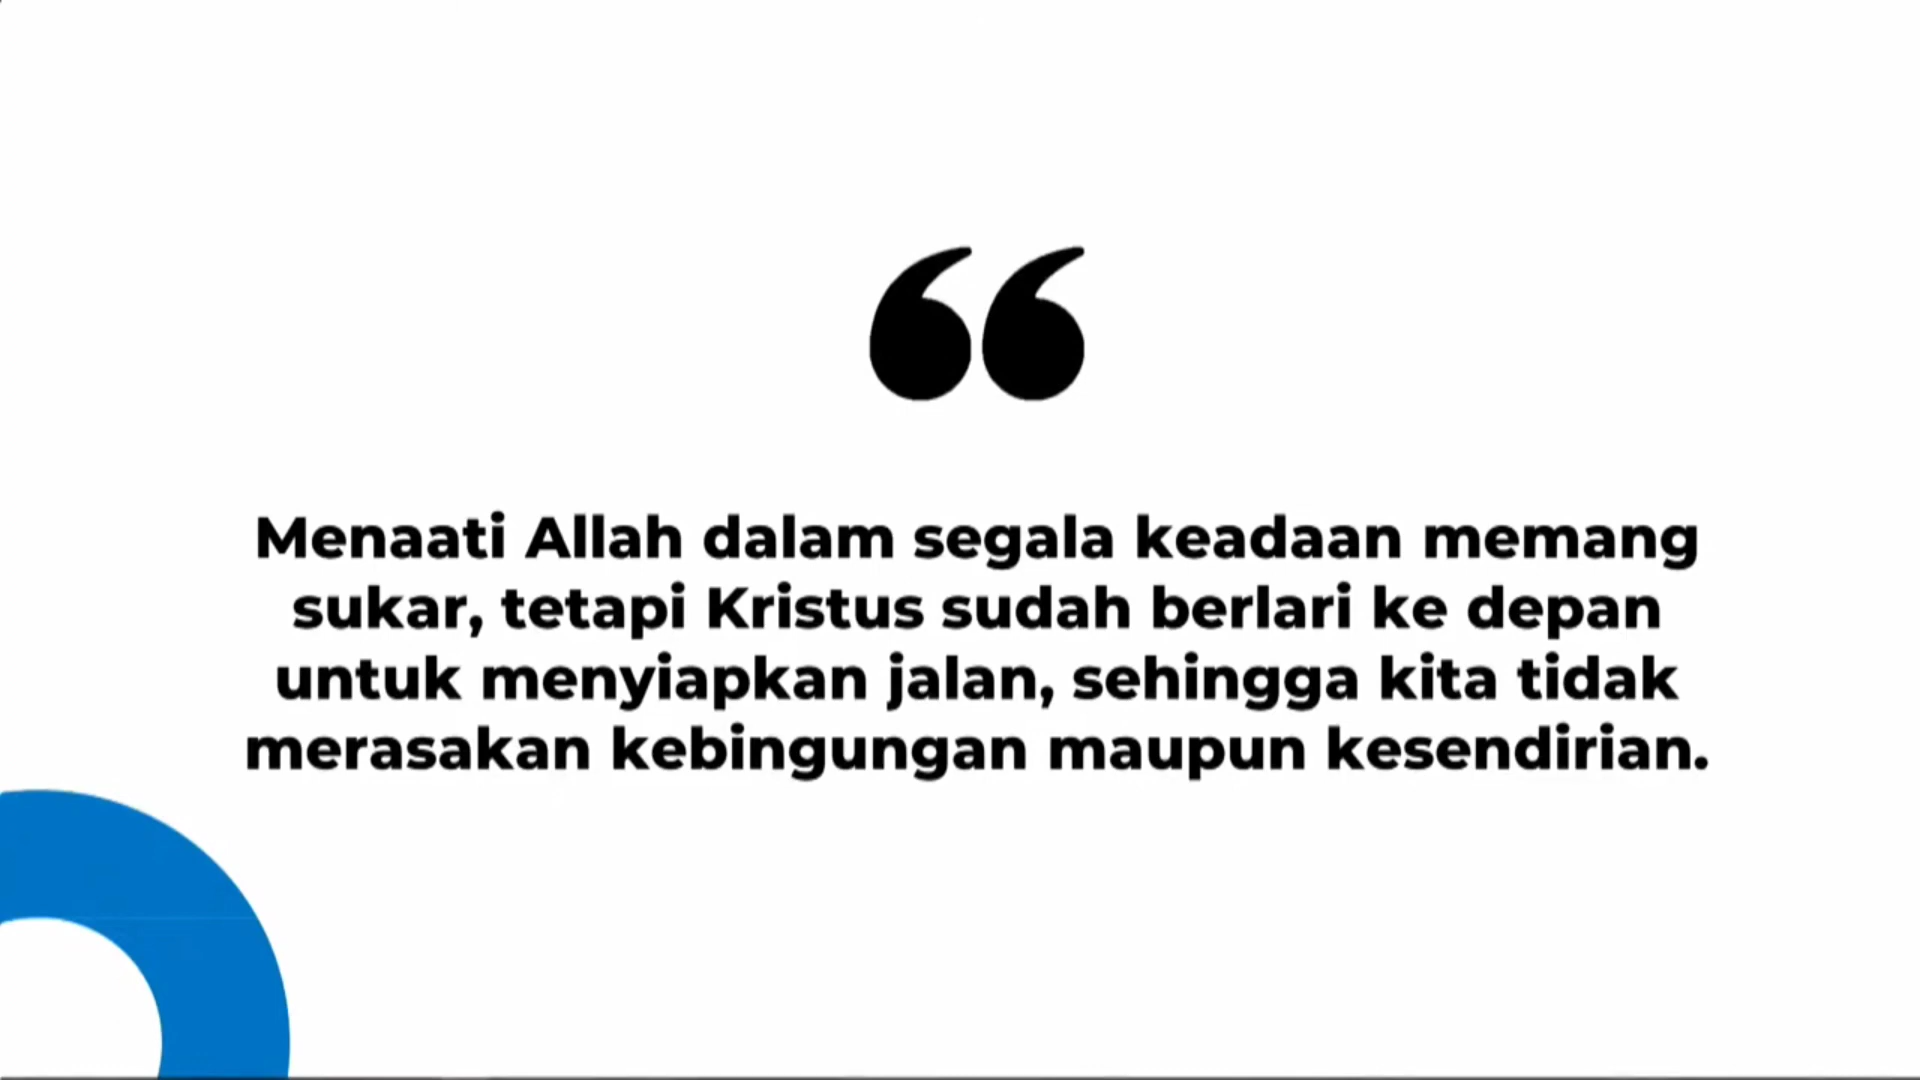 “
Menaati Allah dalam segala keadaan memang
sukar, tetapi Kristus sudah berlari ke depan
untuk menyiapkan jalan, sehingga kita tidak
merasakan kebingungan maupun kesendirian.